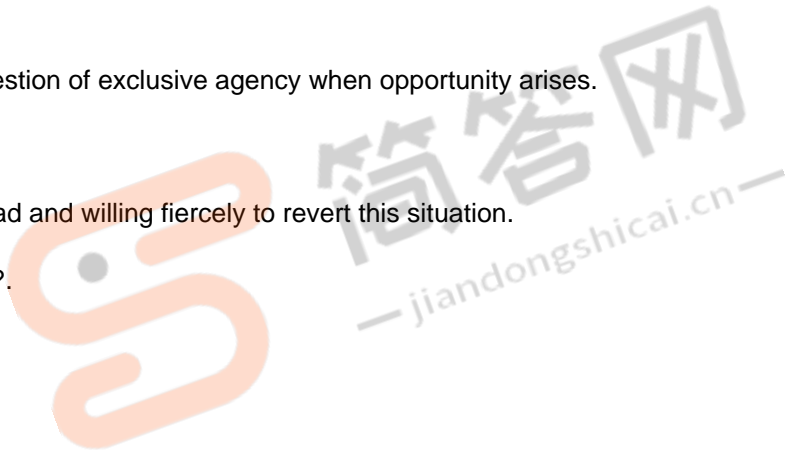 estion of exclusive agency when opportunity arises.
简答网
jiandongshicai.cn
ad and willing fiercely to revert this situation.
?.